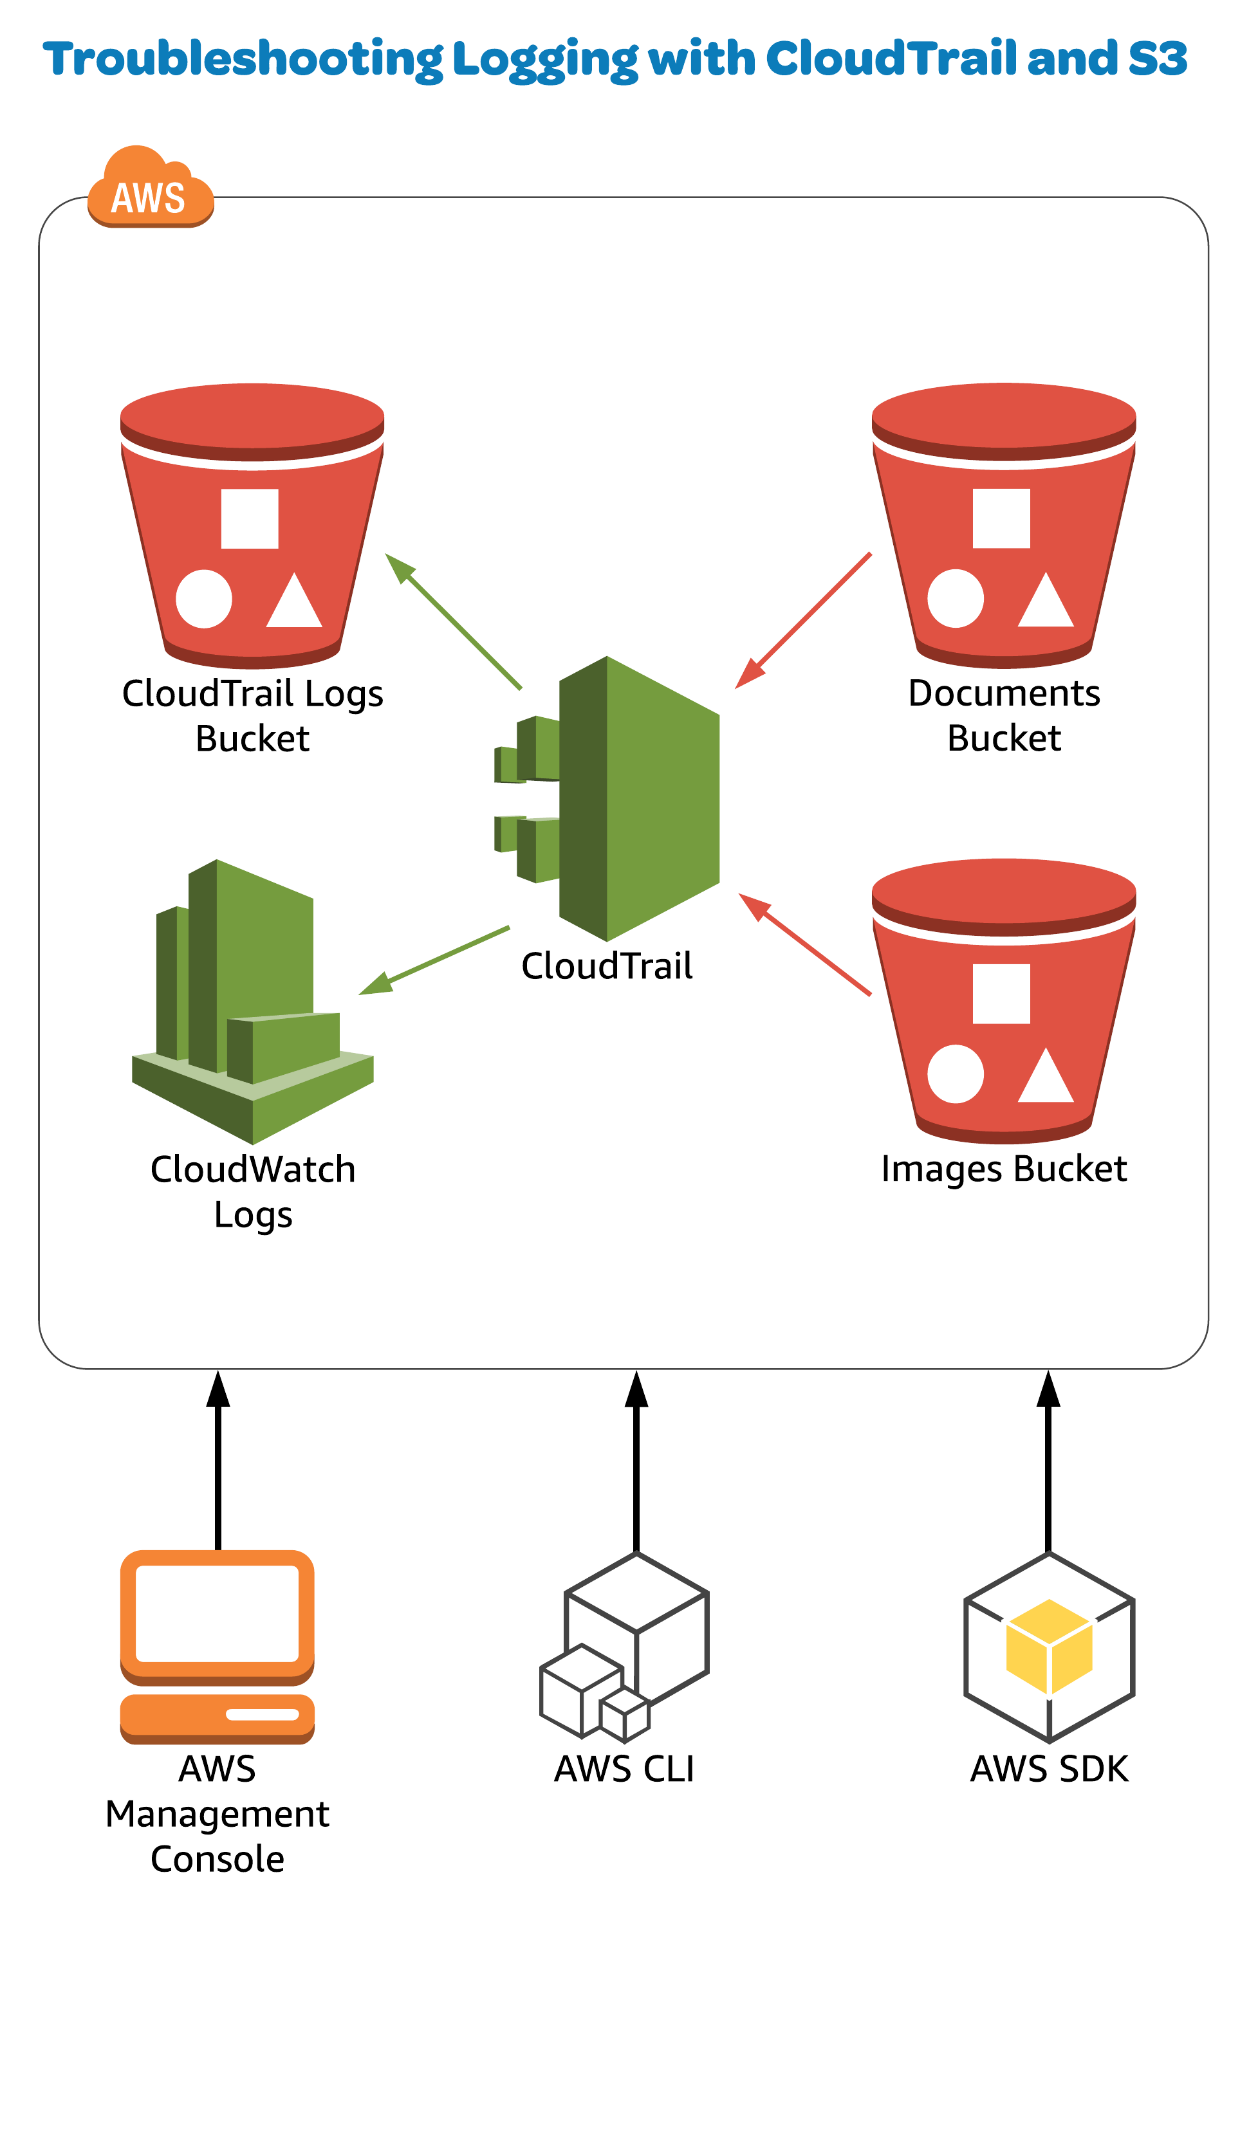 Troubleshooting Logging with CloudTrail and S3
AWS
CloudTrail Logs
Bucket
Documents
Bucket
CloudTrail
CloudWatch
Logs
Images Bucket
AWS
Management
Console
AWS CLI
AWS SDK